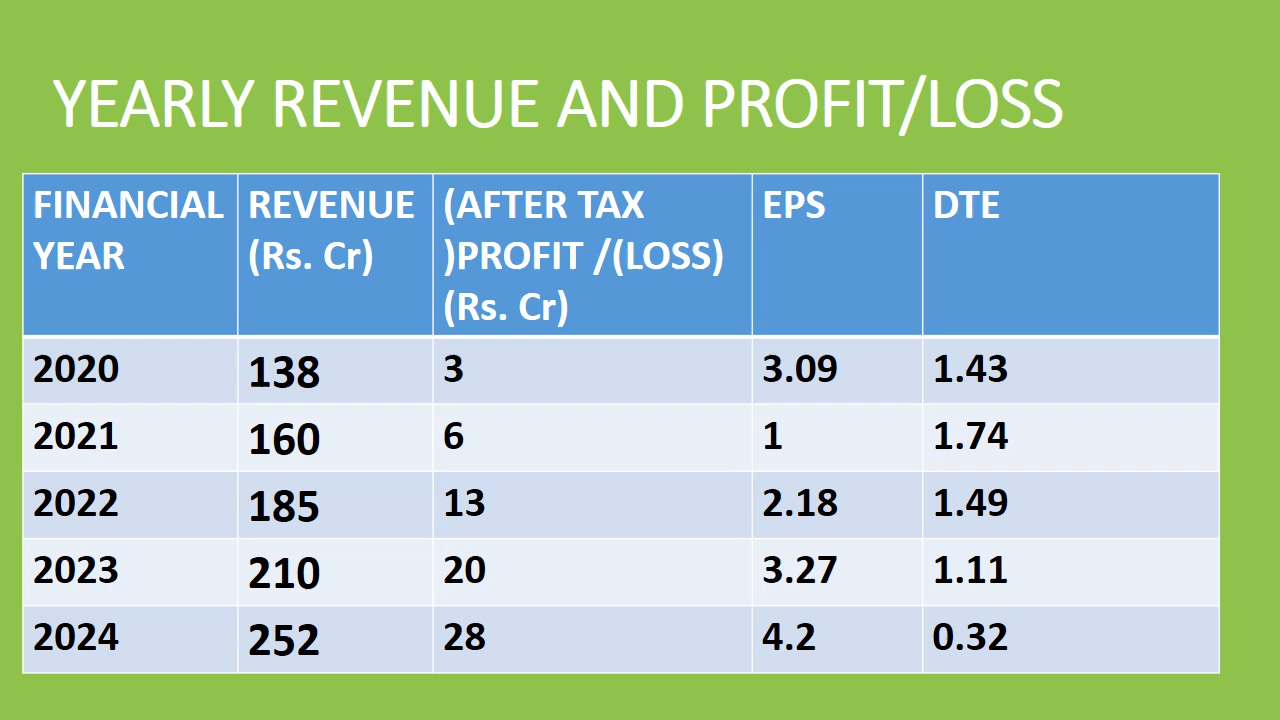 YEARLY REVENUE AND PROFIT/LOSS
FINANCIAL YEAR | REVENUE (Rs. Cr) | (AFTER TAX )PROFIT /(LOSS) (Rs. Cr) | EPS | DTE
2020 | 138 | 3 | 3.09 | 1.43
2021 | 160 | 6 | 1 | 1.74
2022 | 185 | 13 | 2.18 | 1.49
2023 | 210 | 20 | 3.27 | 1.11
2024 | 252 | 28 | 4.2 | 0.32